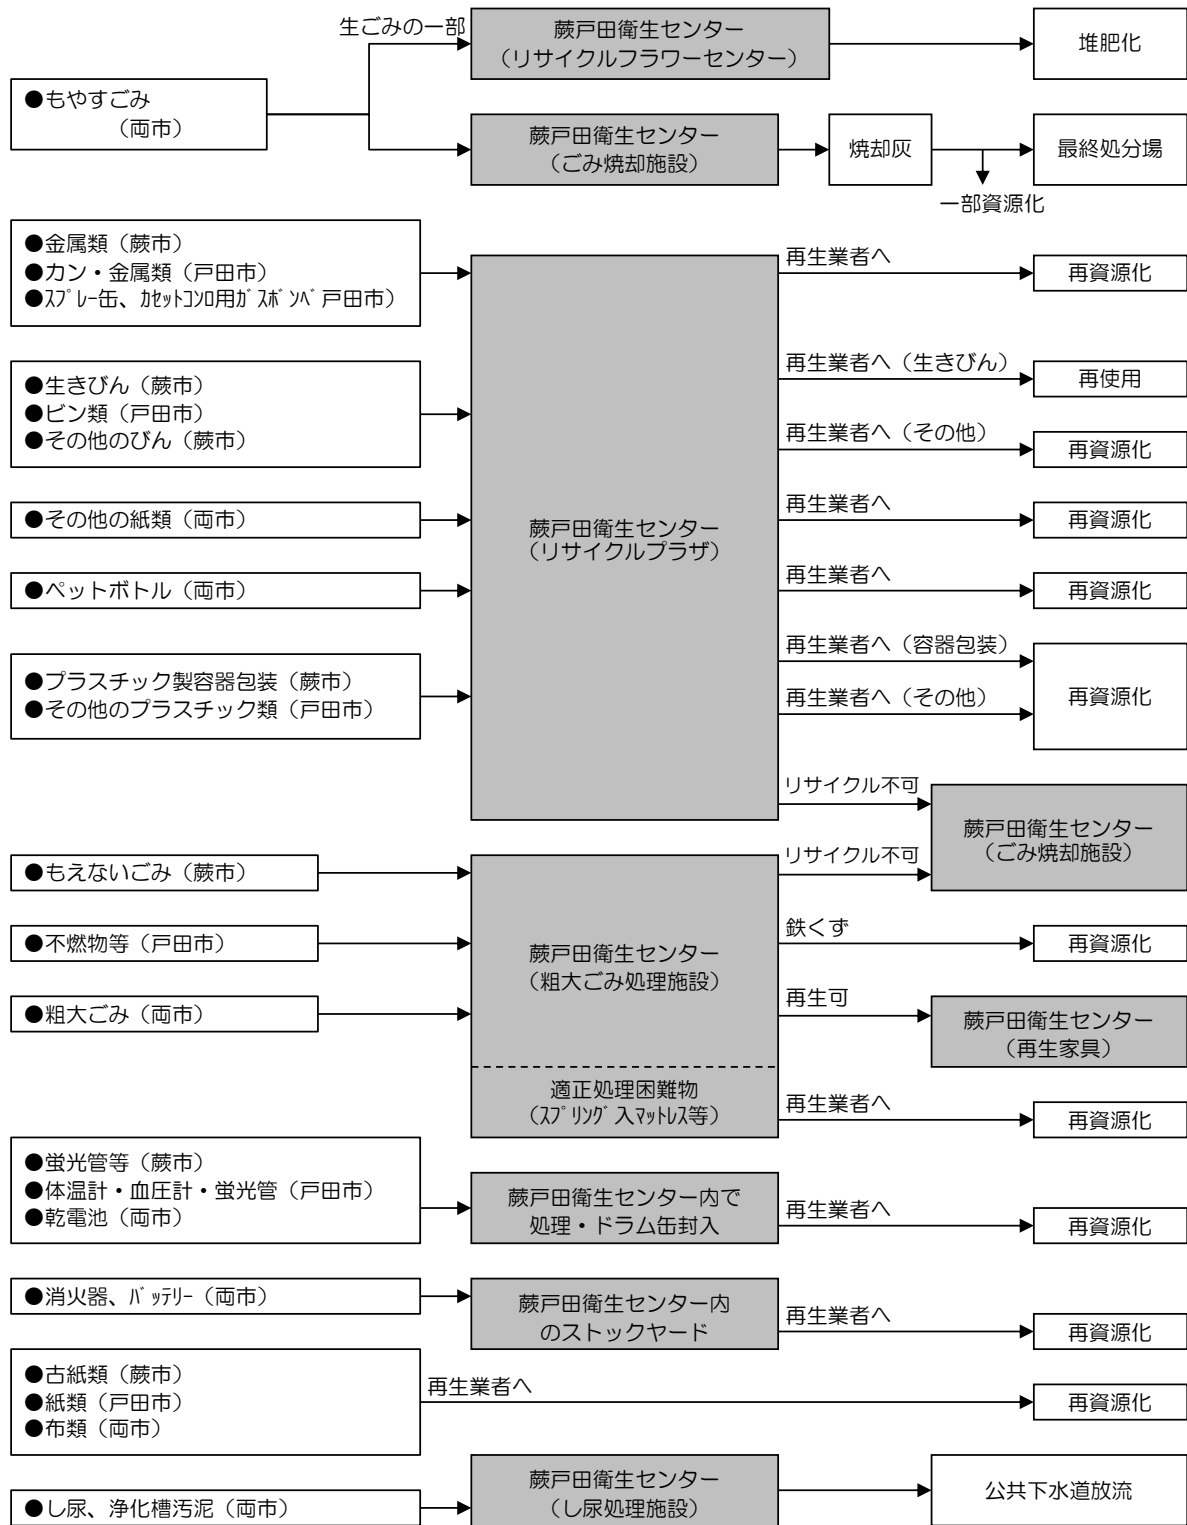 生ごみの一部
蕨戸田衛生センター
（リサイクルフラワーセンター）
堆肥化
●もやすごみ
（両市）
蕨戸田衛生センター
（ごみ焼却施設）
焼却灰
最終処分場
一部資源化
●金属類（蕨市）
●カン・金属類（戸田市）
●ｽﾌﾟﾚｰ缶、ｶｾｯﾄｺﾝﾛ用ｶﾞｽﾎﾞﾝﾍﾞ戸田市）
再生業者へ
再資源化
●生きびん（蕨市）
●ビン類（戸田市）
●その他のびん（蕨市）
再生業者へ（生きびん）
再使用
再生業者へ（その他）
再資源化
●その他の紙類（両市）
蕨戸田衛生センター
（リサイクルプラザ）
再生業者へ
再資源化
●ペットボトル（両市）
再生業者へ
再資源化
●プラスチック製容器包装（蕨市）
●その他のプラスチック類（戸田市）
再生業者へ（容器包装）
再生業者へ（その他）
再資源化
リサイクル不可
蕨戸田衛生センター
（ごみ焼却施設）
リサイクル不可
●もえないごみ（蕨市）
●不燃物等（戸田市）
●粗大ごみ（両市）
蕨戸田衛生センター
（粗大ごみ処理施設）
鉄くず
再資源化
再生可
蕨戸田衛生センター
（再生家具）
適正処理困難物
（ｽﾌﾟﾘﾝｸﾞ入ﾏｯﾄﾚｽ等）
再生業者へ
再資源化
●蛍光管等（蕨市）
●体温計・血圧計・蛍光管（戸田市）
●乾電池（両市）
蕨戸田衛生センター内で
処理・ドラム缶封入
再生業者へ
再資源化
●消火器、ﾊﾞｯﾃﾘｰ（両市）
蕨戸田衛生センター内
のストックヤード
再生業者へ
再資源化
●古紙類（蕨市）
●紙類（戸田市）
●布類（両市）
再生業者へ
再資源化
●し尿、浄化槽汚泥（両市）
蕨戸田衛生センター
（し尿処理施設）
公共下水道放流